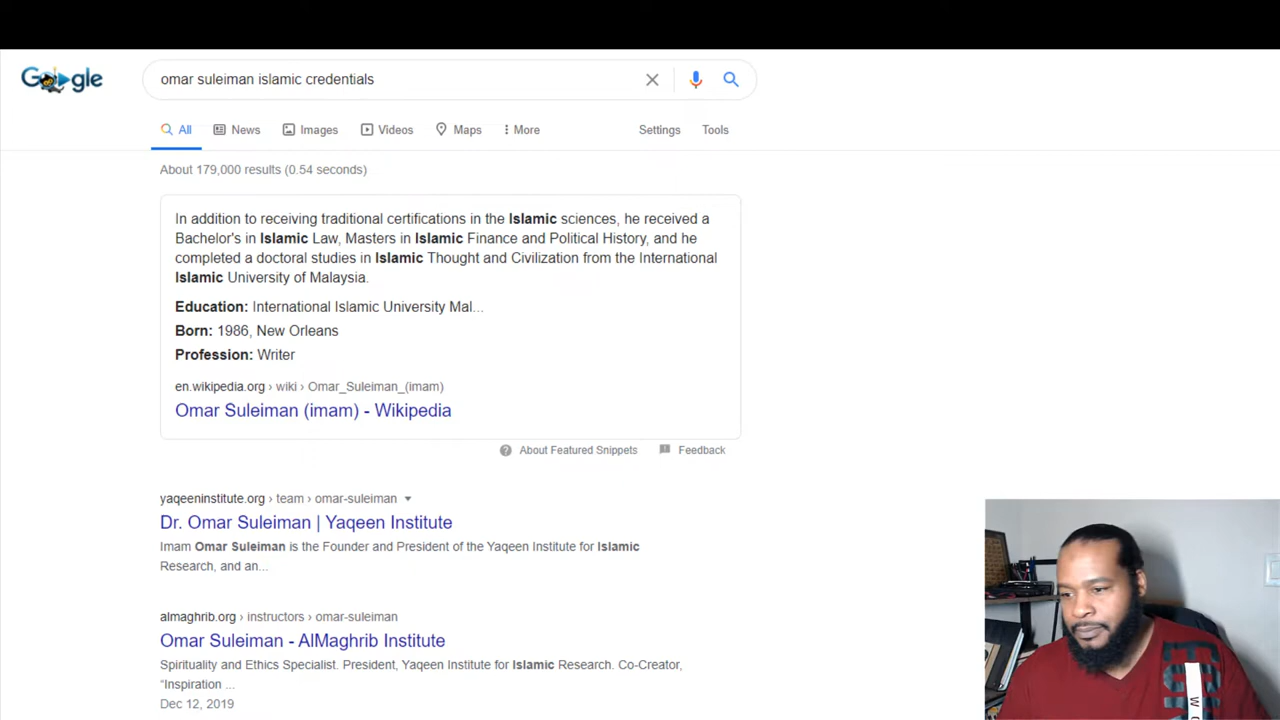 Google
omar suleiman islamic credentials
All News Images Videos Maps More Settings Tools
About 179,000 results (0.54 seconds)
In addition to receiving traditional certifications in the Islamic sciences, he received a
Bachelor's in Islamic Law, Masters in Islamic Finance and Political History, and he
completed a doctoral studies in Islamic Thought and Civilization from the International
Islamic University of Malaysia.
Education: International Islamic University Mal...
Born: 1986, New Orleans
Profession: Writer
en.wikipedia.org › wiki › Omar_Suleiman_(imam)
Omar Suleiman (imam) - Wikipedia
About Featured Snippets Feedback
yaqeeninstitute.org › team › omar-suleiman
Dr. Omar Suleiman | Yaqeen Institute
Imam Omar Suleiman is the Founder and President of the Yaqeen Institute for Islamic
Research, and an...
almaghrib.org › instructors › omar-suleiman
Omar Suleiman - AlMaghrib Institute
Spirituality and Ethics Specialist. President, Yaqeen Institute for Islamic Research. Co-Creator,
“Inspiration ...
Dec 12, 2019